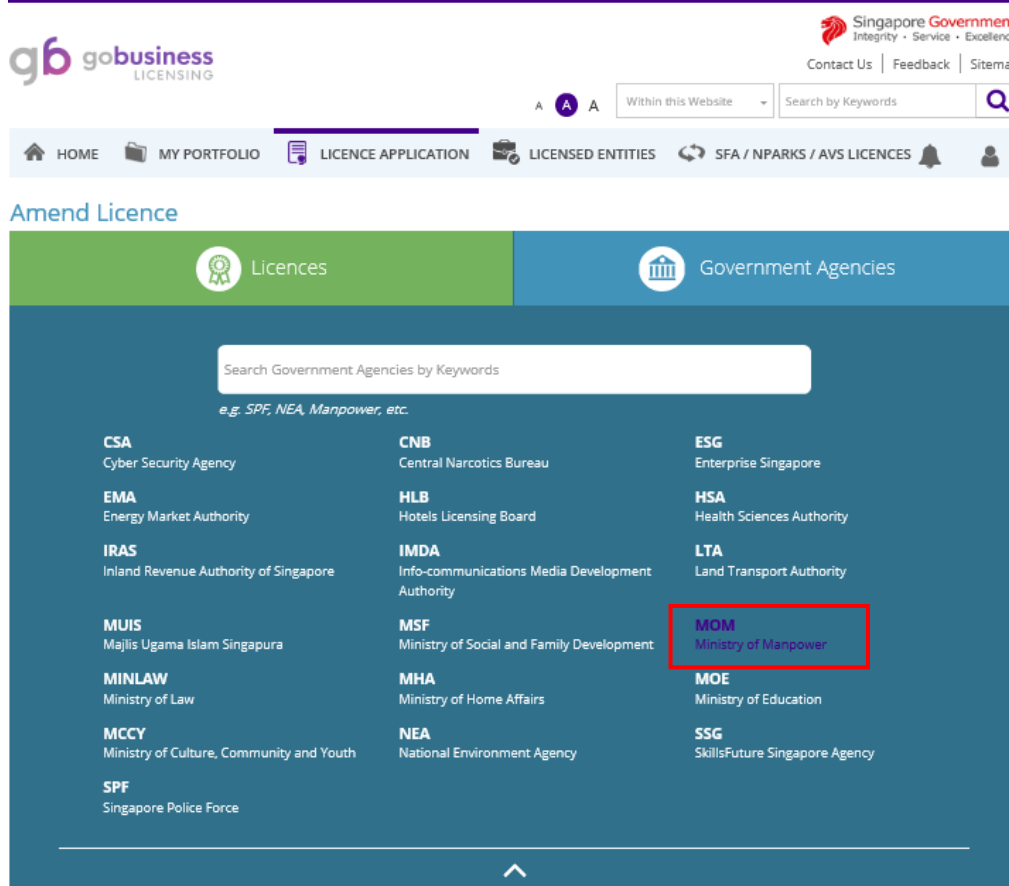 Singapore Governmen
Integrity · Service · Excellenc
gb gobusiness
LICENSING
Contact Us | Feedback | Sitema
A A A Within this Website Search by Keywords
HOME MY PORTFOLIO LICENCE APPLICATION LICENSED ENTITIES SFA / NPARKS / AVS LICENCES
Amend Licence
Licences Government Agencies
Search Government Agencies by Keywords
e.g. SPF, NEA, Manpower, etc.
CSA CNB ESG
Cyber Security Agency Central Narcotics Bureau Enterprise Singapore
EMA HLB HSA
Energy Market Authority Hotels Licensing Board Health Sciences Authority
IRAS IMDA LTA
Inland Revenue Authority of Singapore Info-communications Media Development Land Transport Authority
Authority
MUIS MSF MOM
Majlis Ugama Islam Singapura Ministry of Social and Family Development Ministry of Manpower
MINLAW MHA MOE
Ministry of Law Ministry of Home Affairs Ministry of Education
MCCY NEA SSG
Ministry of Culture, Community and Youth National Environment Agency SkillsFuture Singapore Agency
SPF
Singapore Police Force